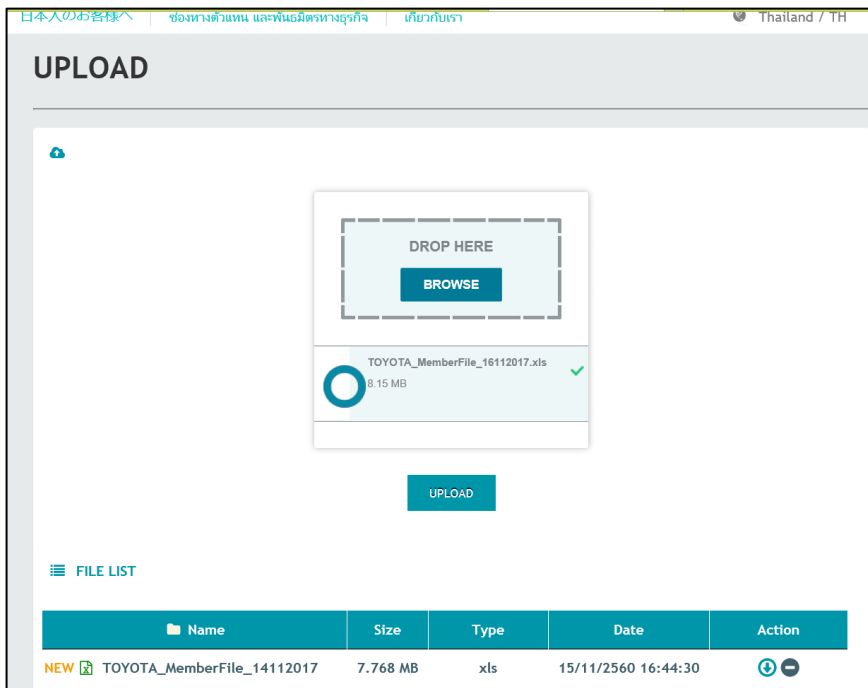 日本人のお客様へ ช่องทางตัวแทน และพันธมิตรทางธุรกิจ เกี่ยวกับเรา Thailand / TH
UPLOAD
DROP HERE
BROWSE
TOYOTA_MemberFile_16112017.xls
8.15 MB
UPLOAD
FILE LIST
Name Size Type Date Action
NEW TOYOTA_MemberFile_14112017 7.768 MB xls 15/11/2560 16:44:30